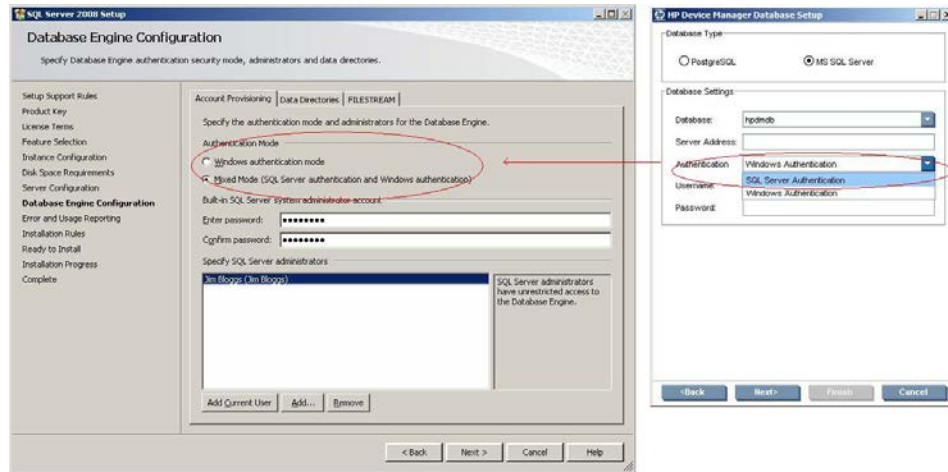 SQL Server 2008 Setup
Database Engine Configuration
Specify Database Engine authentication security mode, administrators and data directories.
Setup Support Rules
Product Key
License Terms
Feature Selection
Instance Configuration
Disk Space Requirements
Server Configuration
Database Engine Configuration
Error and Usage Reporting
Installation Rules
Ready to Install
Installation Progress
Complete
Account Provisioning Data Directories FILESTREAM
Specify the authentication mode and administrators for the Database Engine.
Authentication Mode
Windows authentication mode
Mixed Mode (SQL Server authentication and Windows authentication)
Built-in SQL Server system administrator account
Enter password: ••••••••
Confirm password: ••••••••
Specify SQL Server administrators
Jim Bloggs (Jim Bloggs)
SQL Server administrators
have unrestricted access to
the Database Engine.
Add Current User Add... Remove
< Back Next > Cancel Help
HP Device Manager Database Setup
Database Type
PostgreSQL MS SQL Server
Database Settings
Database: hpdmdb
Server Address:
Authentication Windows Authentication
SQL Server Authentication
Windows Authentication
Username:
Password:
<Back Next> Finish Cancel